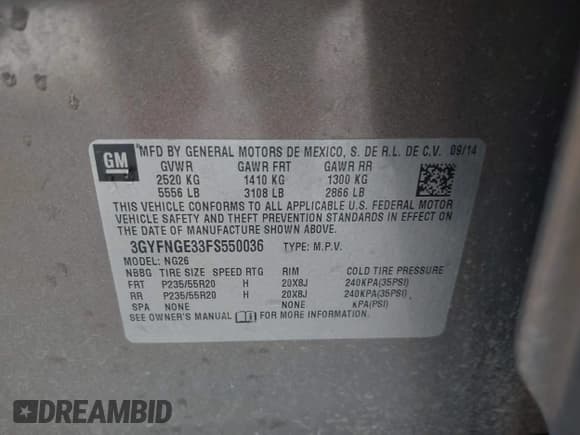 GM
MFD BY GENERAL MOTORS DE MEXICO, S. DE R.L. DE C.V. 09/14
GVWR GAWR FRT GAWR RR
2520 KG 1410 KG 1300 KG
5556 LB 3108 LB 2866 LB
THIS VEHICLE CONFORMS TO ALL APPLICABLE U.S. FEDERAL MOTOR
VEHICLE SAFETY AND THEFT PREVENTION STANDARDS IN EFFECT ON
THE DATE OF MANUFACTURE SHOWN ABOVE.
3GYFNGE33FS550036 TYPE: M.P.V.
MODEL: NG26
NBBG TIRE SIZE SPEED RTG RIM COLD TIRE PRESSURE
FRT P235/55R20 H 20X8J 240KPA(35PSI)
RR P235/55R20 H 20X8J 240KPA(35PSI)
SPA NONE NONE KPA(PSI)
SEE OWNER'S MANUAL FOR MORE INFORMATION.
DREAMBID